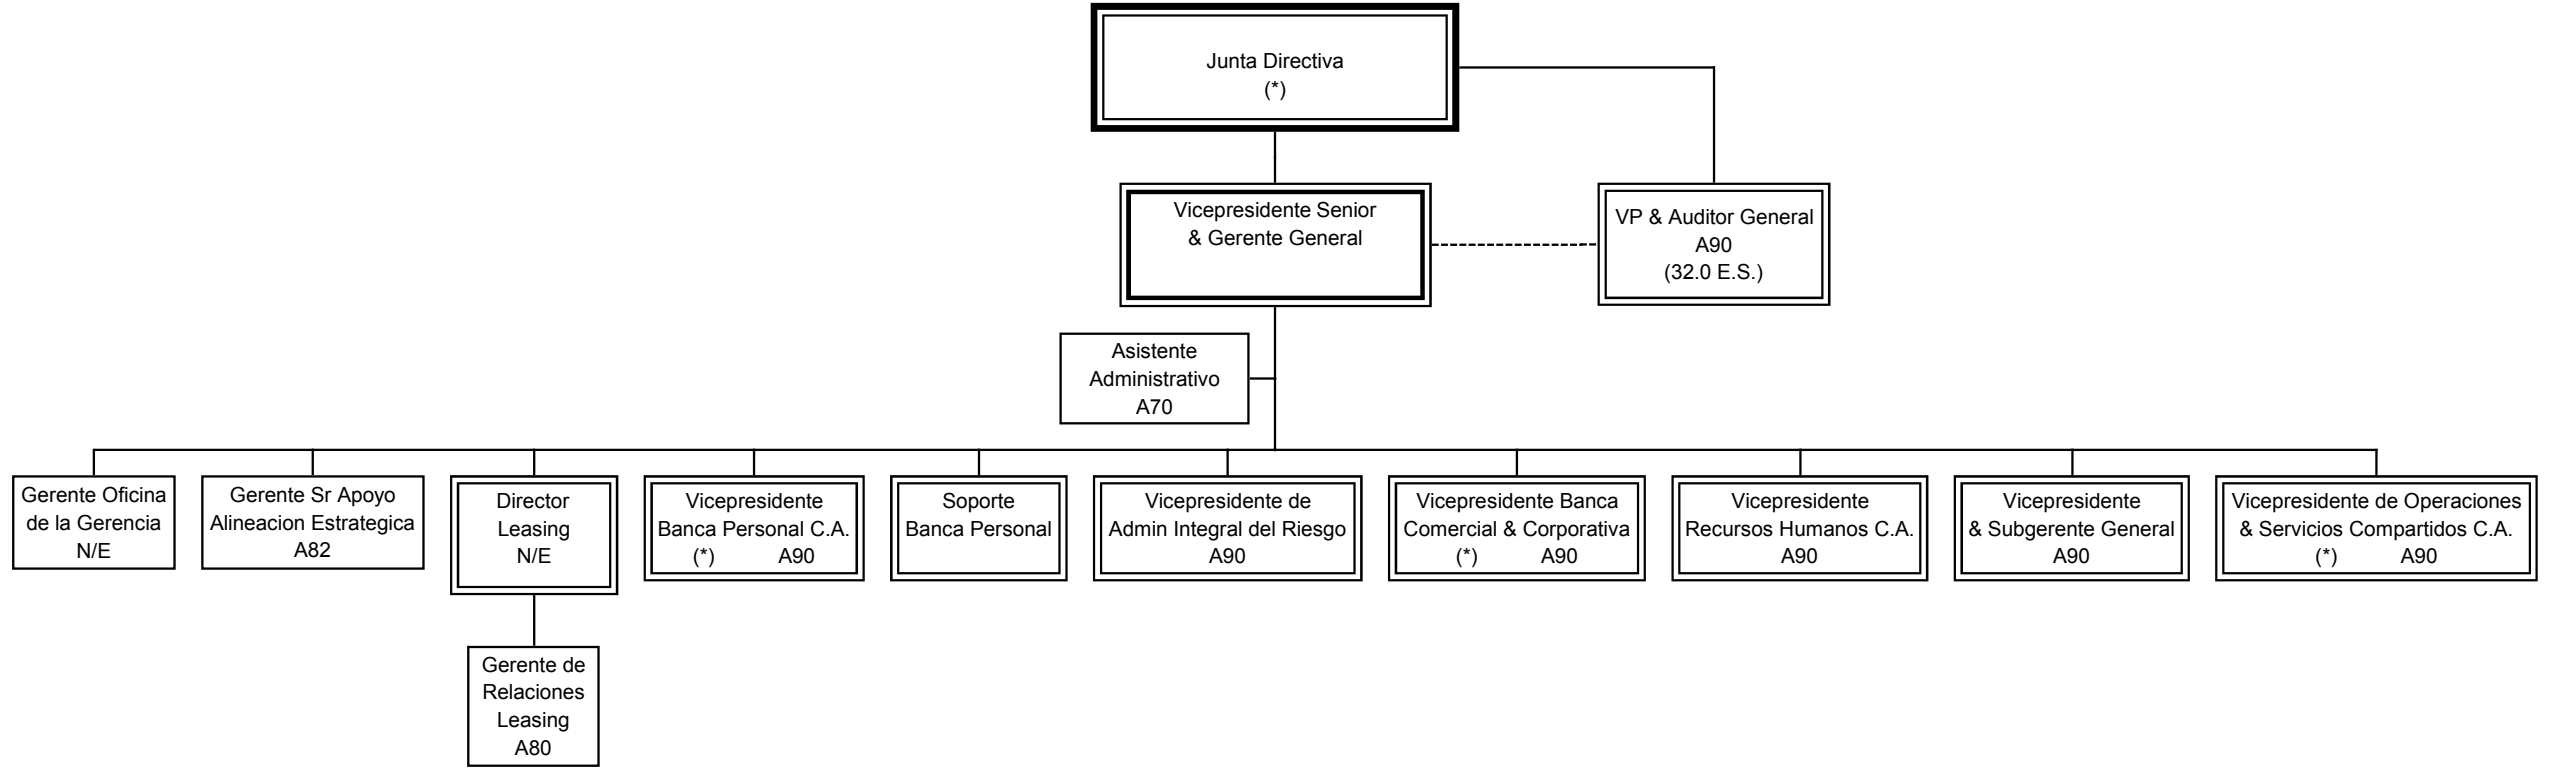 Junta Directiva
(*)
Vicepresidente Senior
& Gerente General
VP & Auditor General
A90
(32.0 E.S.)
Asistente
Administrativo
A70
Gerente Oficina
de la Gerencia
N/E
Gerente Sr Apoyo
Alineacion Estrategica
A82
Director
Leasing
N/E
Vicepresidente
Banca Personal C.A.
(*) A90
Soporte
Banca Personal
Vicepresidente de
Admin Integral del Riesgo
A90
Vicepresidente Banca
Comercial & Corporativa
(*) A90
Vicepresidente
Recursos Humanos C.A.
A90
Vicepresidente
& Subgerente General
A90
Vicepresidente de Operaciones
& Servicios Compartidos C.A.
(*) A90
Gerente de
Relaciones
Leasing
A80